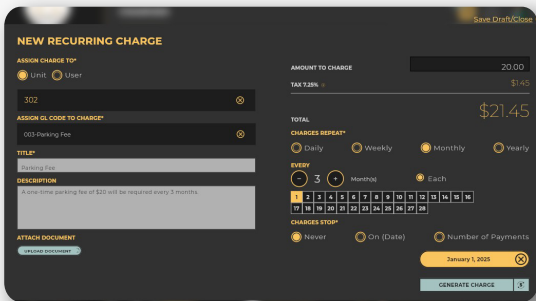 Save Draft/Close
NEW RECURRING CHARGE
ASSIGN CHARGE TO*
Unit User
302
ASSIGN GL CODE TO CHARGE*
003-Parking Fee
TITLE*
Parking Fee
DESCRIPTION
A one-time parking fee of $20 will be required every 3 months.
ATTACH DOCUMENT
UPLOAD DOCUMENT
AMOUNT TO CHARGE 20.00
TAX 7.25% $1.45
TOTAL $21.45
CHARGES REPEAT*
Daily Weekly Monthly Yearly
EVERY
- 3 + Month(s) Each
1 2 3 4 5 6 7 8 9 10 11 12 13 14 15 16
17 18 19 20 21 22 23 24 25 26 27 28
CHARGES STOP*
Never On (Date) Number of Payments
January 1, 2025
GENERATE CHARGE